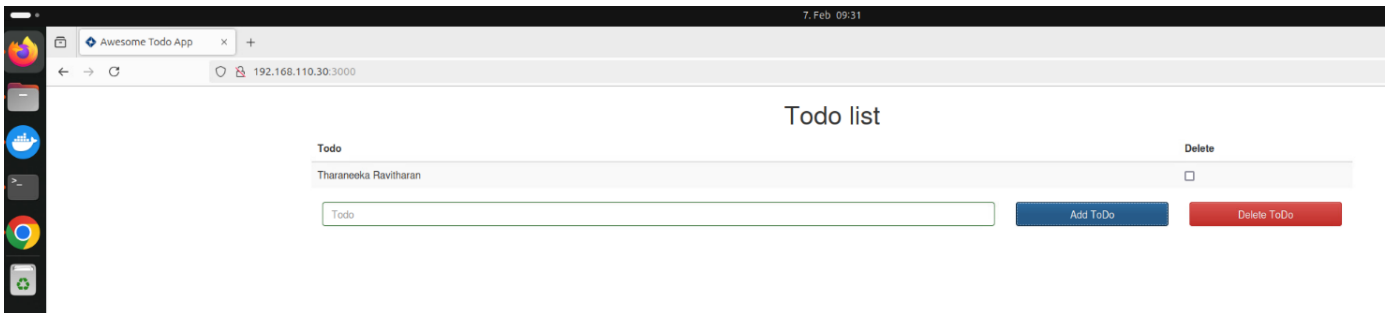 7. Feb 09:31
Awesome Todo App
192.168.110.30:3000
Todo list
Todo Delete
Tharaneeka Ravitharan
Todo Add ToDo Delete ToDo